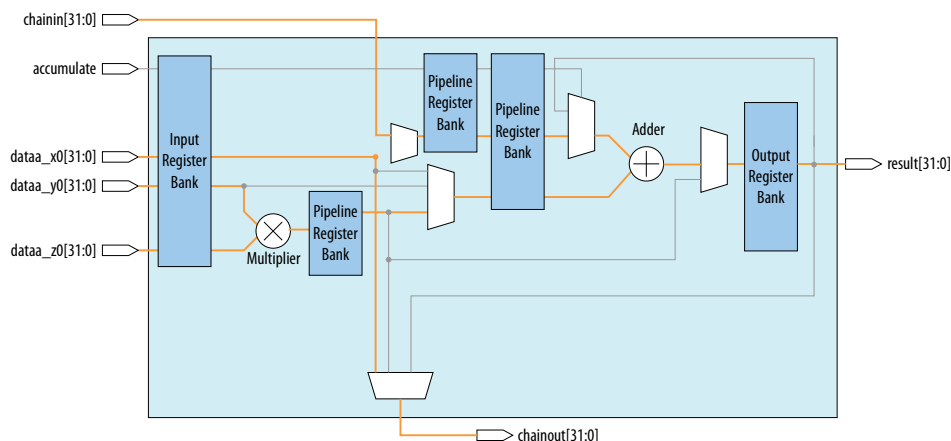 chainin[31:0]
accumulate
Pipeline
Register
Bank
Pipeline
Register
Bank
Input
Register
Bank
Adder
Output
Register
Bank
dataa_x0[31:0]
dataa_y0[31:0]
dataa_z0[31:0]
result[31:0]
Pipeline
Register
Bank
Multiplier
chainout[31:0]